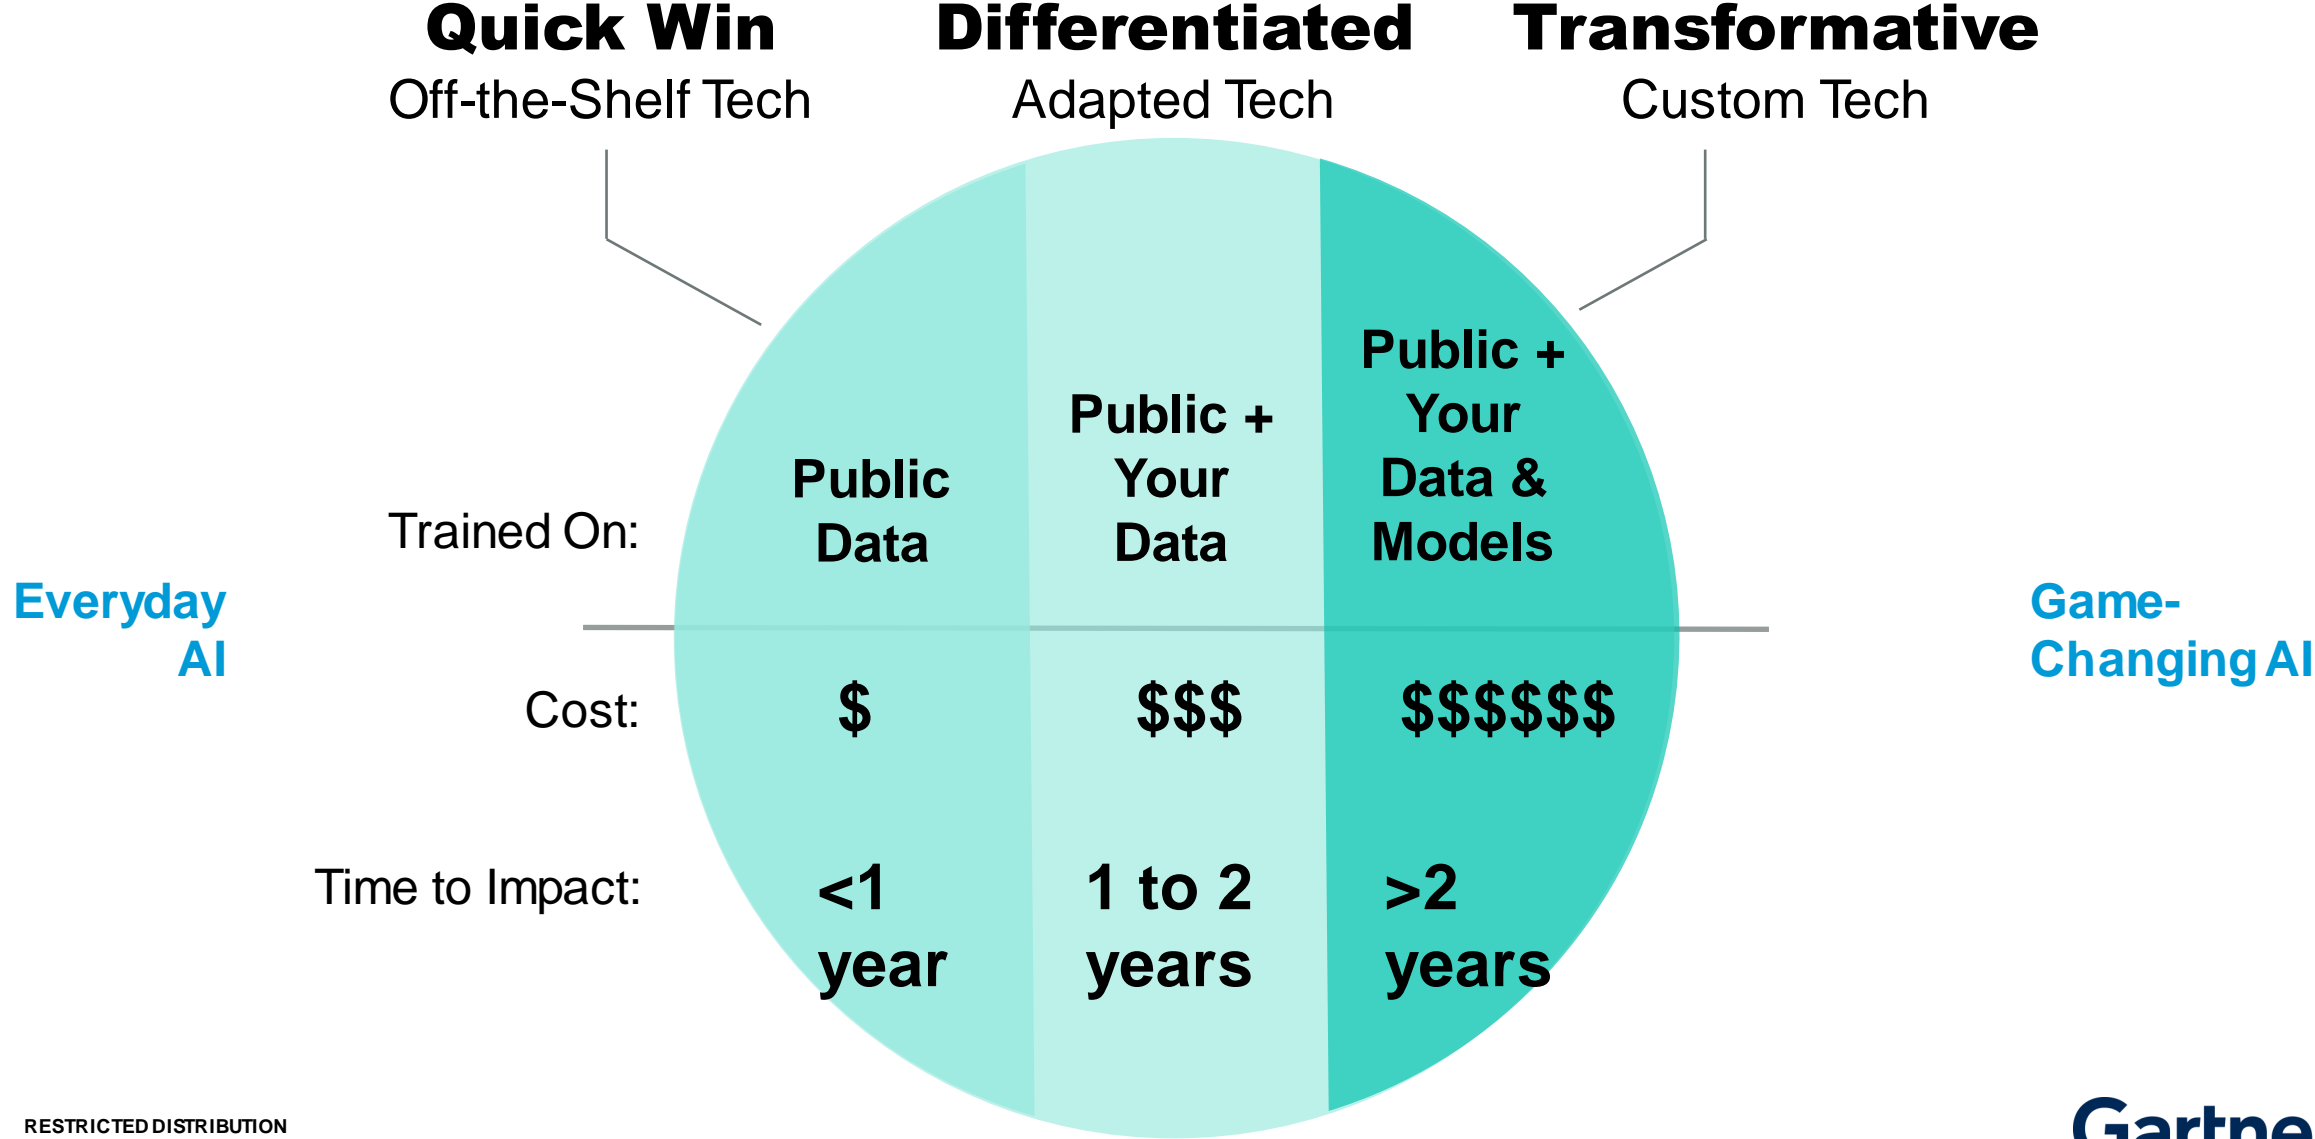 Quick Win
Differentiated
Transformative
Off-the-Shelf Tech
Adapted Tech
Custom Tech
Trained On:
Public
Data
Public +
Your
Data
Public +
Your
Data &
Models
Everyday
AI
Game-
Changing AI
Cost:
$
$$$
$$$$$$
Time to Impact:
<1
year
1 to 2
years
>2
years
RESTRICTED DISTRIBUTION
Gartne